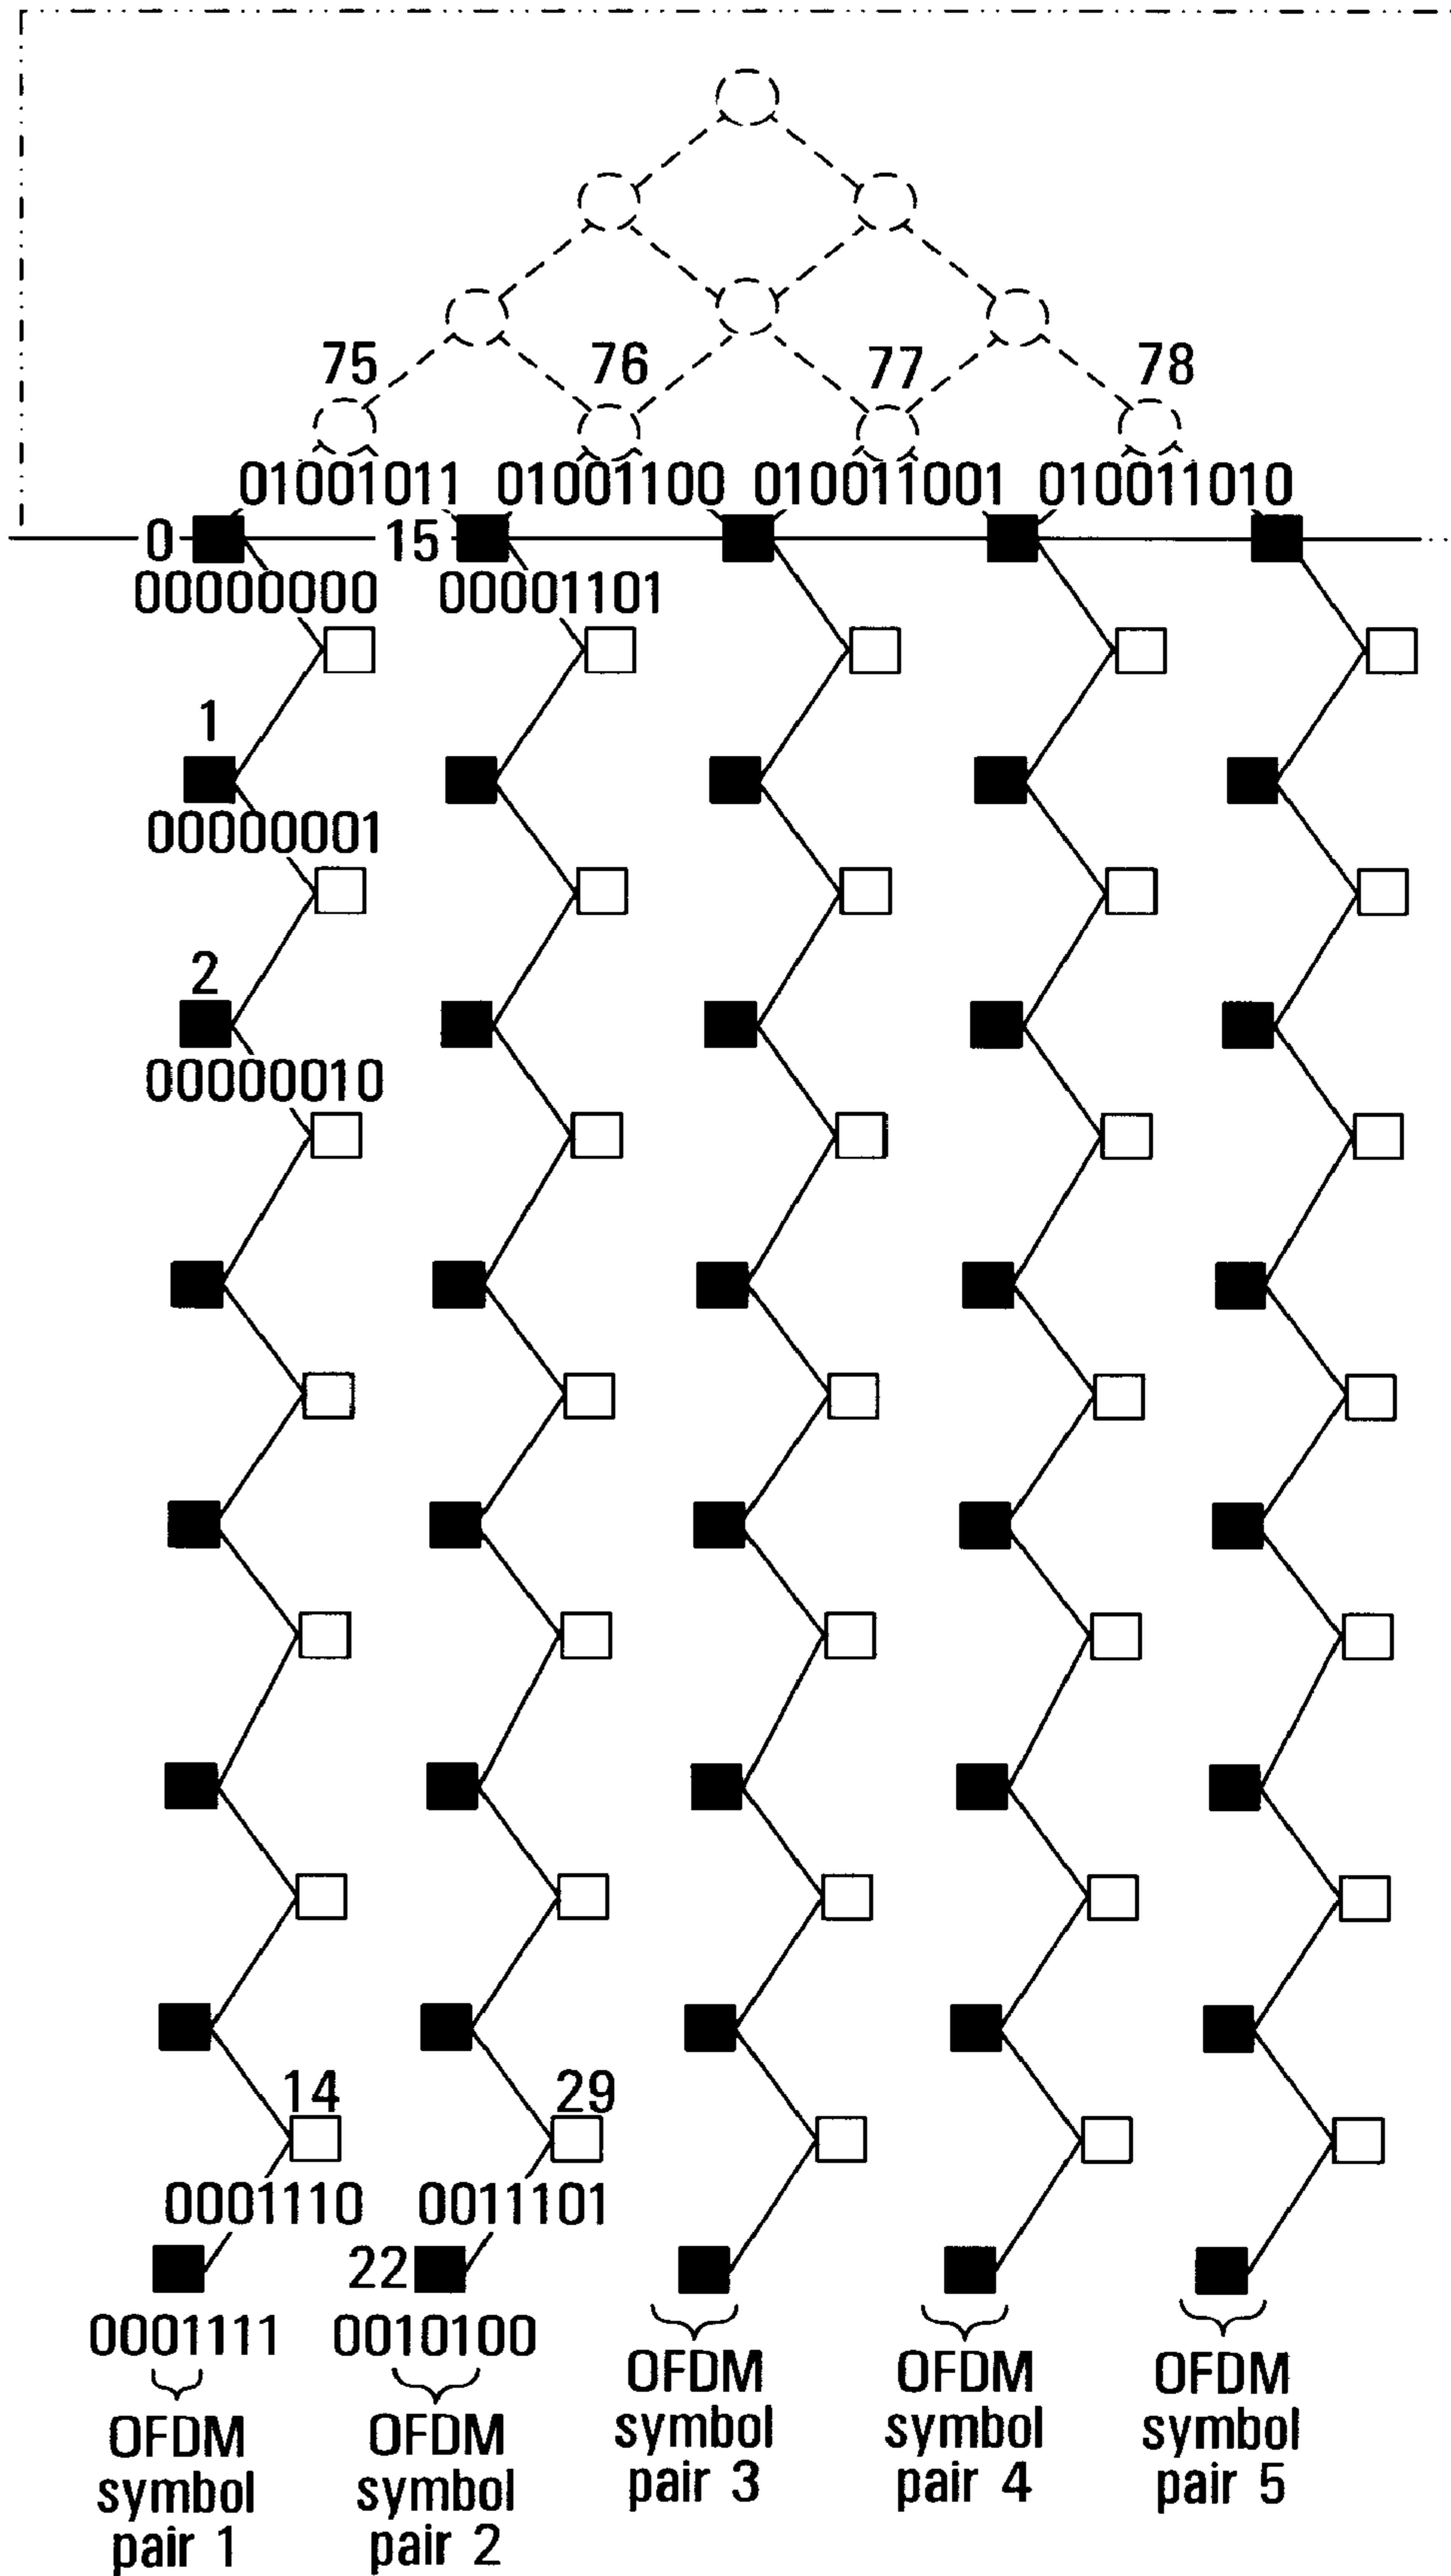 75 76 77 78
01001011 01001100 010011001 010011010
0 15
00000000 00001101
1
00000001
2
00000010
14 29
0001110 0011101
22
0001111 0010100
OFDM symbol pair 1
OFDM symbol pair 2
OFDM symbol pair 3
OFDM symbol pair 4
OFDM symbol pair 5